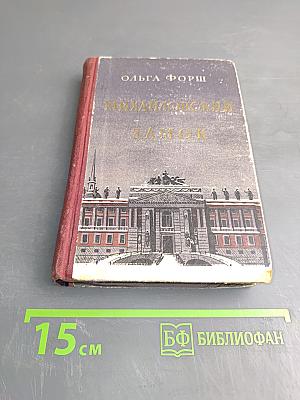 ОЛЬГА ФОРШ
МИХАЙЛОВСКИЙ
ЗАМОК
15 см
БФ БИБЛИОФАН